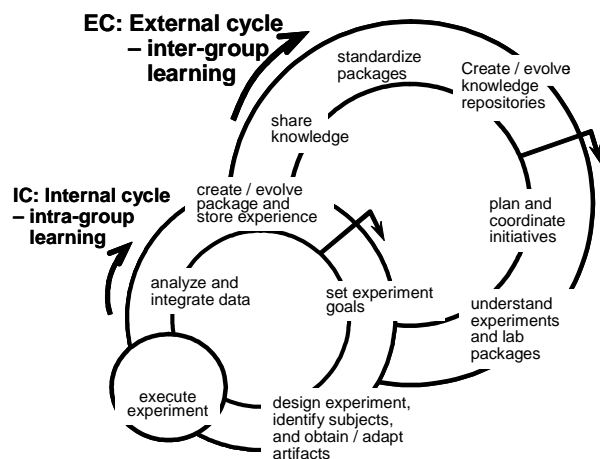 EC: External cycle
– inter-group
learning
standardize
packages
Create / evolve
knowledge
repositories
share
knowledge
IC: Internal cycle
– intra-group
learning
create / evolve
package and
store experience
plan and
coordinate
initiatives
analyze and
integrate data
set experiment
goals
understand
experiments
and lab
packages
execute
experiment
design experiment,
identify subjects,
and obtain / adapt
artifacts